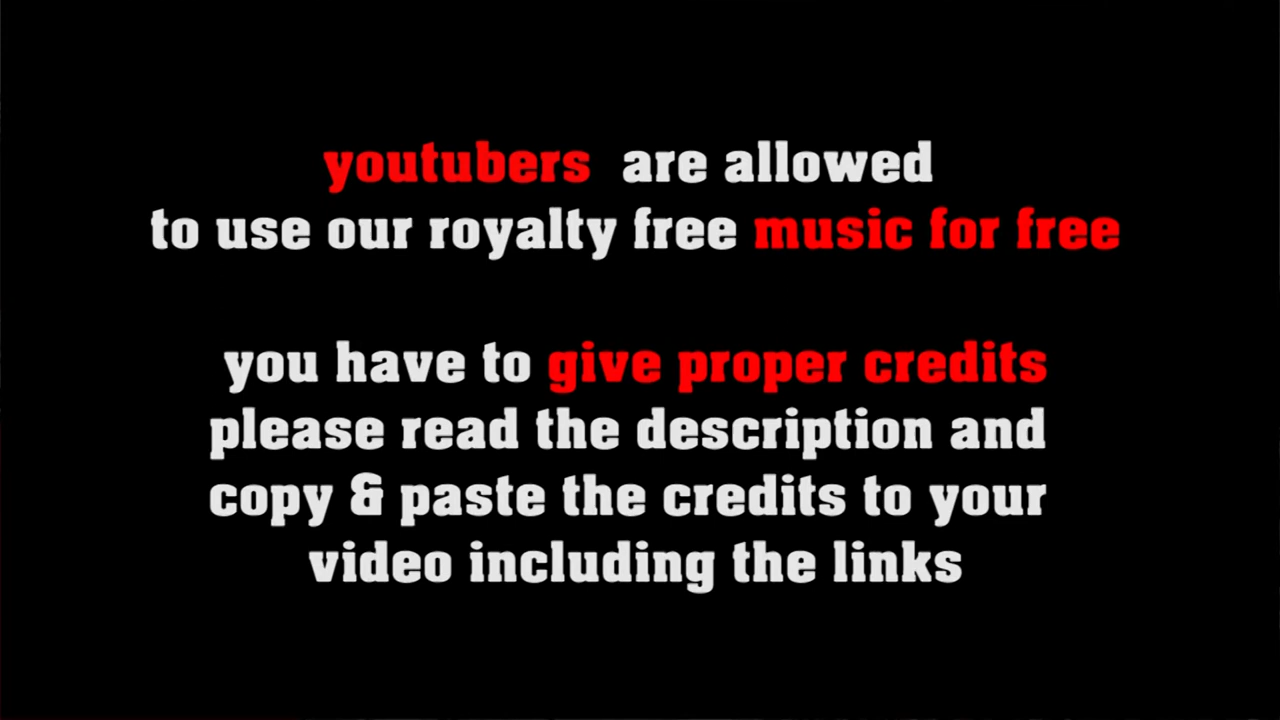 youtubers are allowed
to use our royalty free music for free
you have to give proper credits
please read the description and
copy & paste the credits to your
video including the links